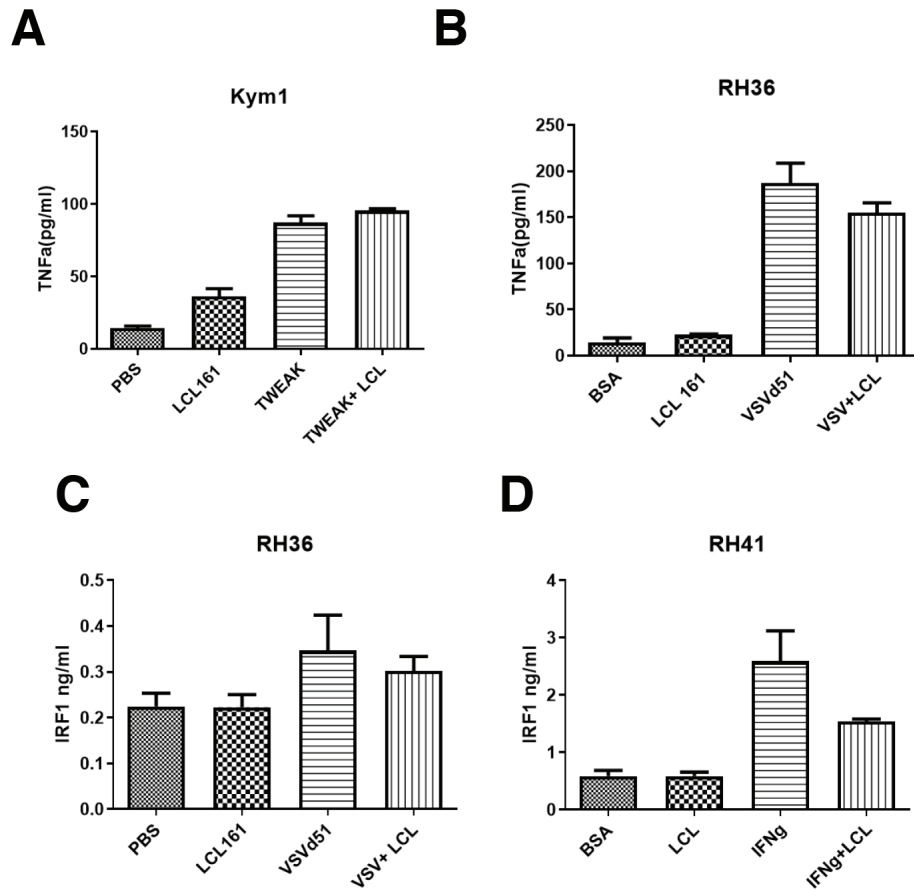 A
Kym1
TNFa(pg/ml)
150
100
50
0
PBS
LCL161
TWEAK
TWEAK+ LCL
B
RH36
TNFa(pg/ml)
250
200
150
100
50
0
BSA
LCL 161
VSVd51
VSV+LCL
C
RH36
IRF1 ng/ml
0.5
0.4
0.3
0.2
0.1
0.0
PBS
LCL161
VSVd51
VSV+ LCL
D
RH41
IRF1 ng/ml
4
3
2
1
0
BSA
LCL
IFNg
IFNg+LCL